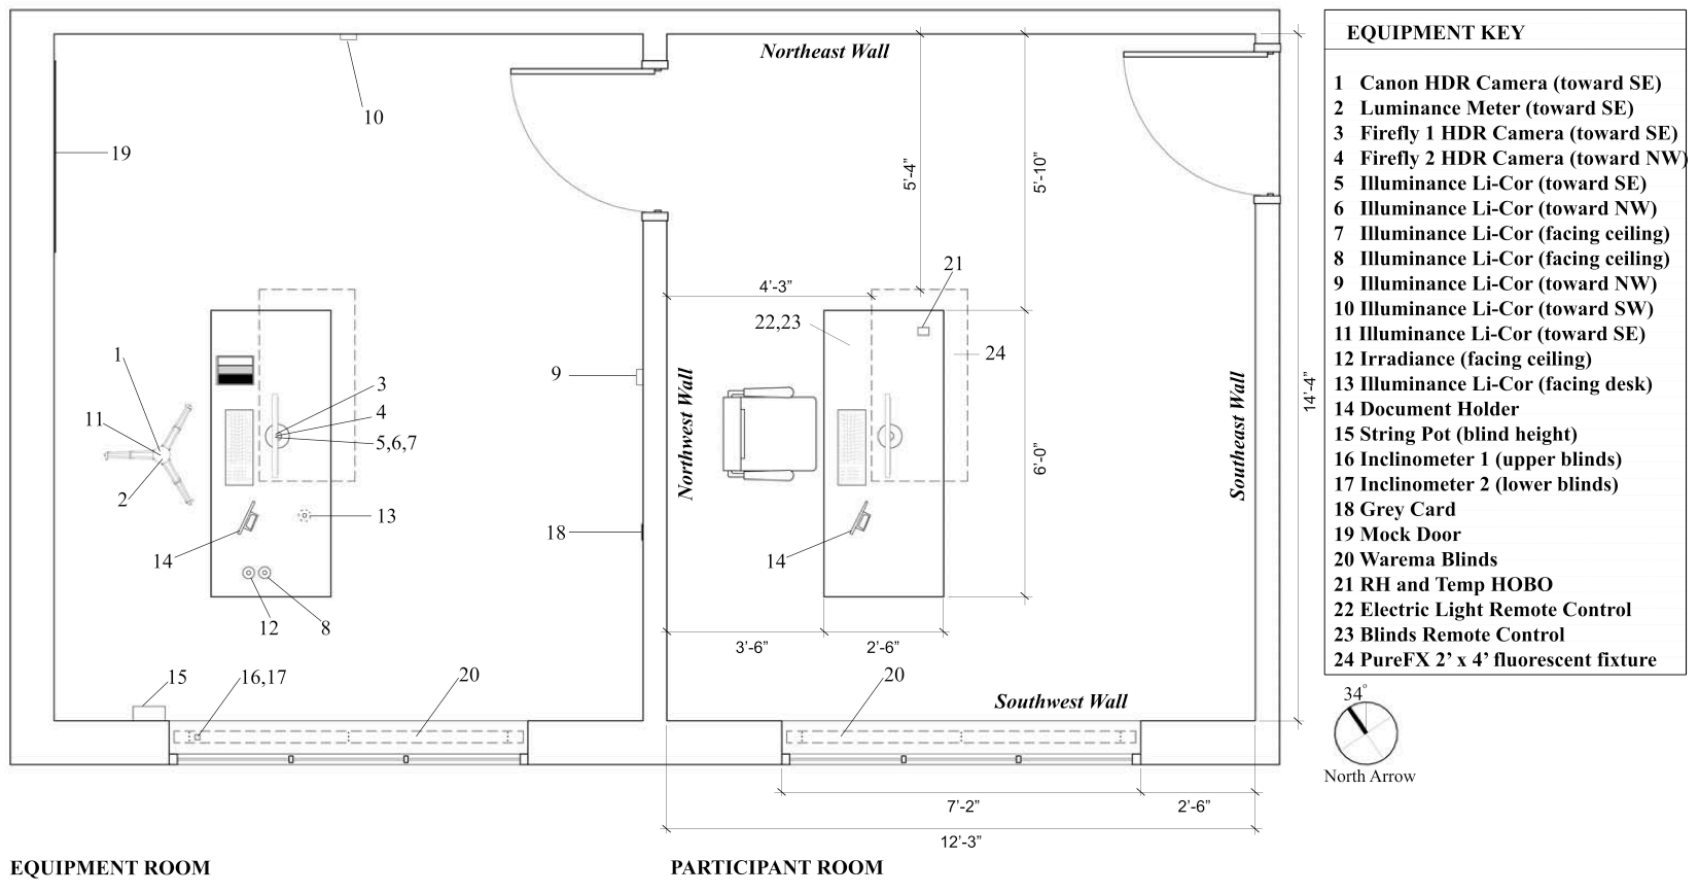 Northeast Wall
10
19
5'-4"
5'-10"
21
4'-3"
22,23
24
1
3
9
4
11
5,6,7
2
Northwest Wall
Southeast Wall
14'-4"
6'-0"
13
18
14
14
12
8
3'-6"
2'-6"
15
16,17
20
20
Southwest Wall
7'-2"
2'-6"
12'-3"
EQUIPMENT ROOM
PARTICIPANT ROOM
EQUIPMENT KEY
1 Canon HDR Camera (toward SE)
2 Luminance Meter (toward SE)
3 Firefly 1 HDR Camera (toward SE)
4 Firefly 2 HDR Camera (toward NW)
5 Illuminance Li-Cor (toward SE)
6 Illuminance Li-Cor (toward NW)
7 Illuminance Li-Cor (facing ceiling)
8 Illuminance Li-Cor (facing ceiling)
9 Illuminance Li-Cor (toward NW)
10 Illuminance Li-Cor (toward SW)
11 Illuminance Li-Cor (toward SE)
12 Irradiance (facing ceiling)
13 Illuminance Li-Cor (facing desk)
14 Document Holder
15 String Pot (blind height)
16 Inclinometer 1 (upper blinds)
17 Inclinometer 2 (lower blinds)
18 Grey Card
19 Mock Door
20 Warema Blinds
21 RH and Temp HOBO
22 Electric Light Remote Control
23 Blinds Remote Control
24 PureFX 2' x 4' fluorescent fixture
34°
North Arrow